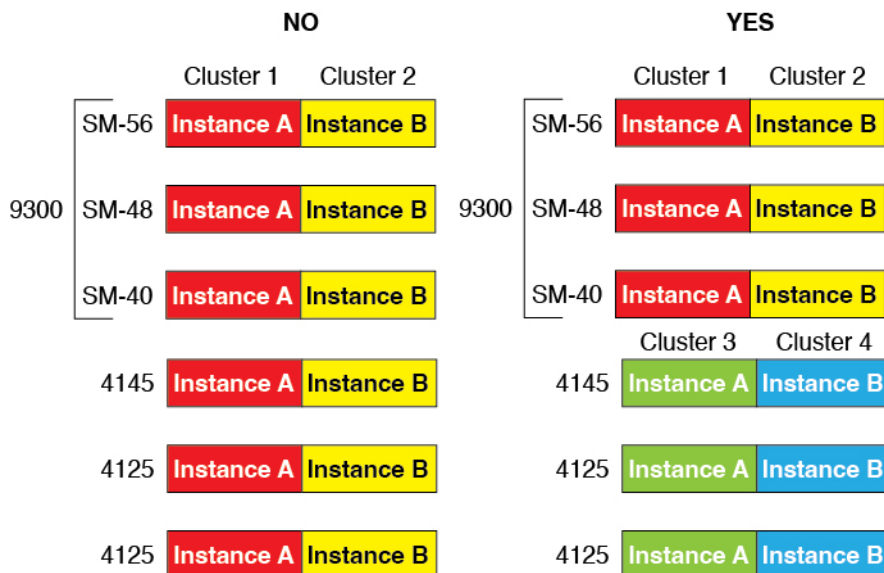 NO YES
Cluster 1 Cluster 2 Cluster 1 Cluster 2
SM-56 Instance A Instance B SM-56 Instance A Instance B
9300 SM-48 Instance A Instance B 9300 SM-48 Instance A Instance B
SM-40 Instance A Instance B SM-40 Instance A Instance B
Cluster 3 Cluster 4
4145 Instance A Instance B 4145 Instance A Instance B
4125 Instance A Instance B 4125 Instance A Instance B
4125 Instance A Instance B 4125 Instance A Instance B